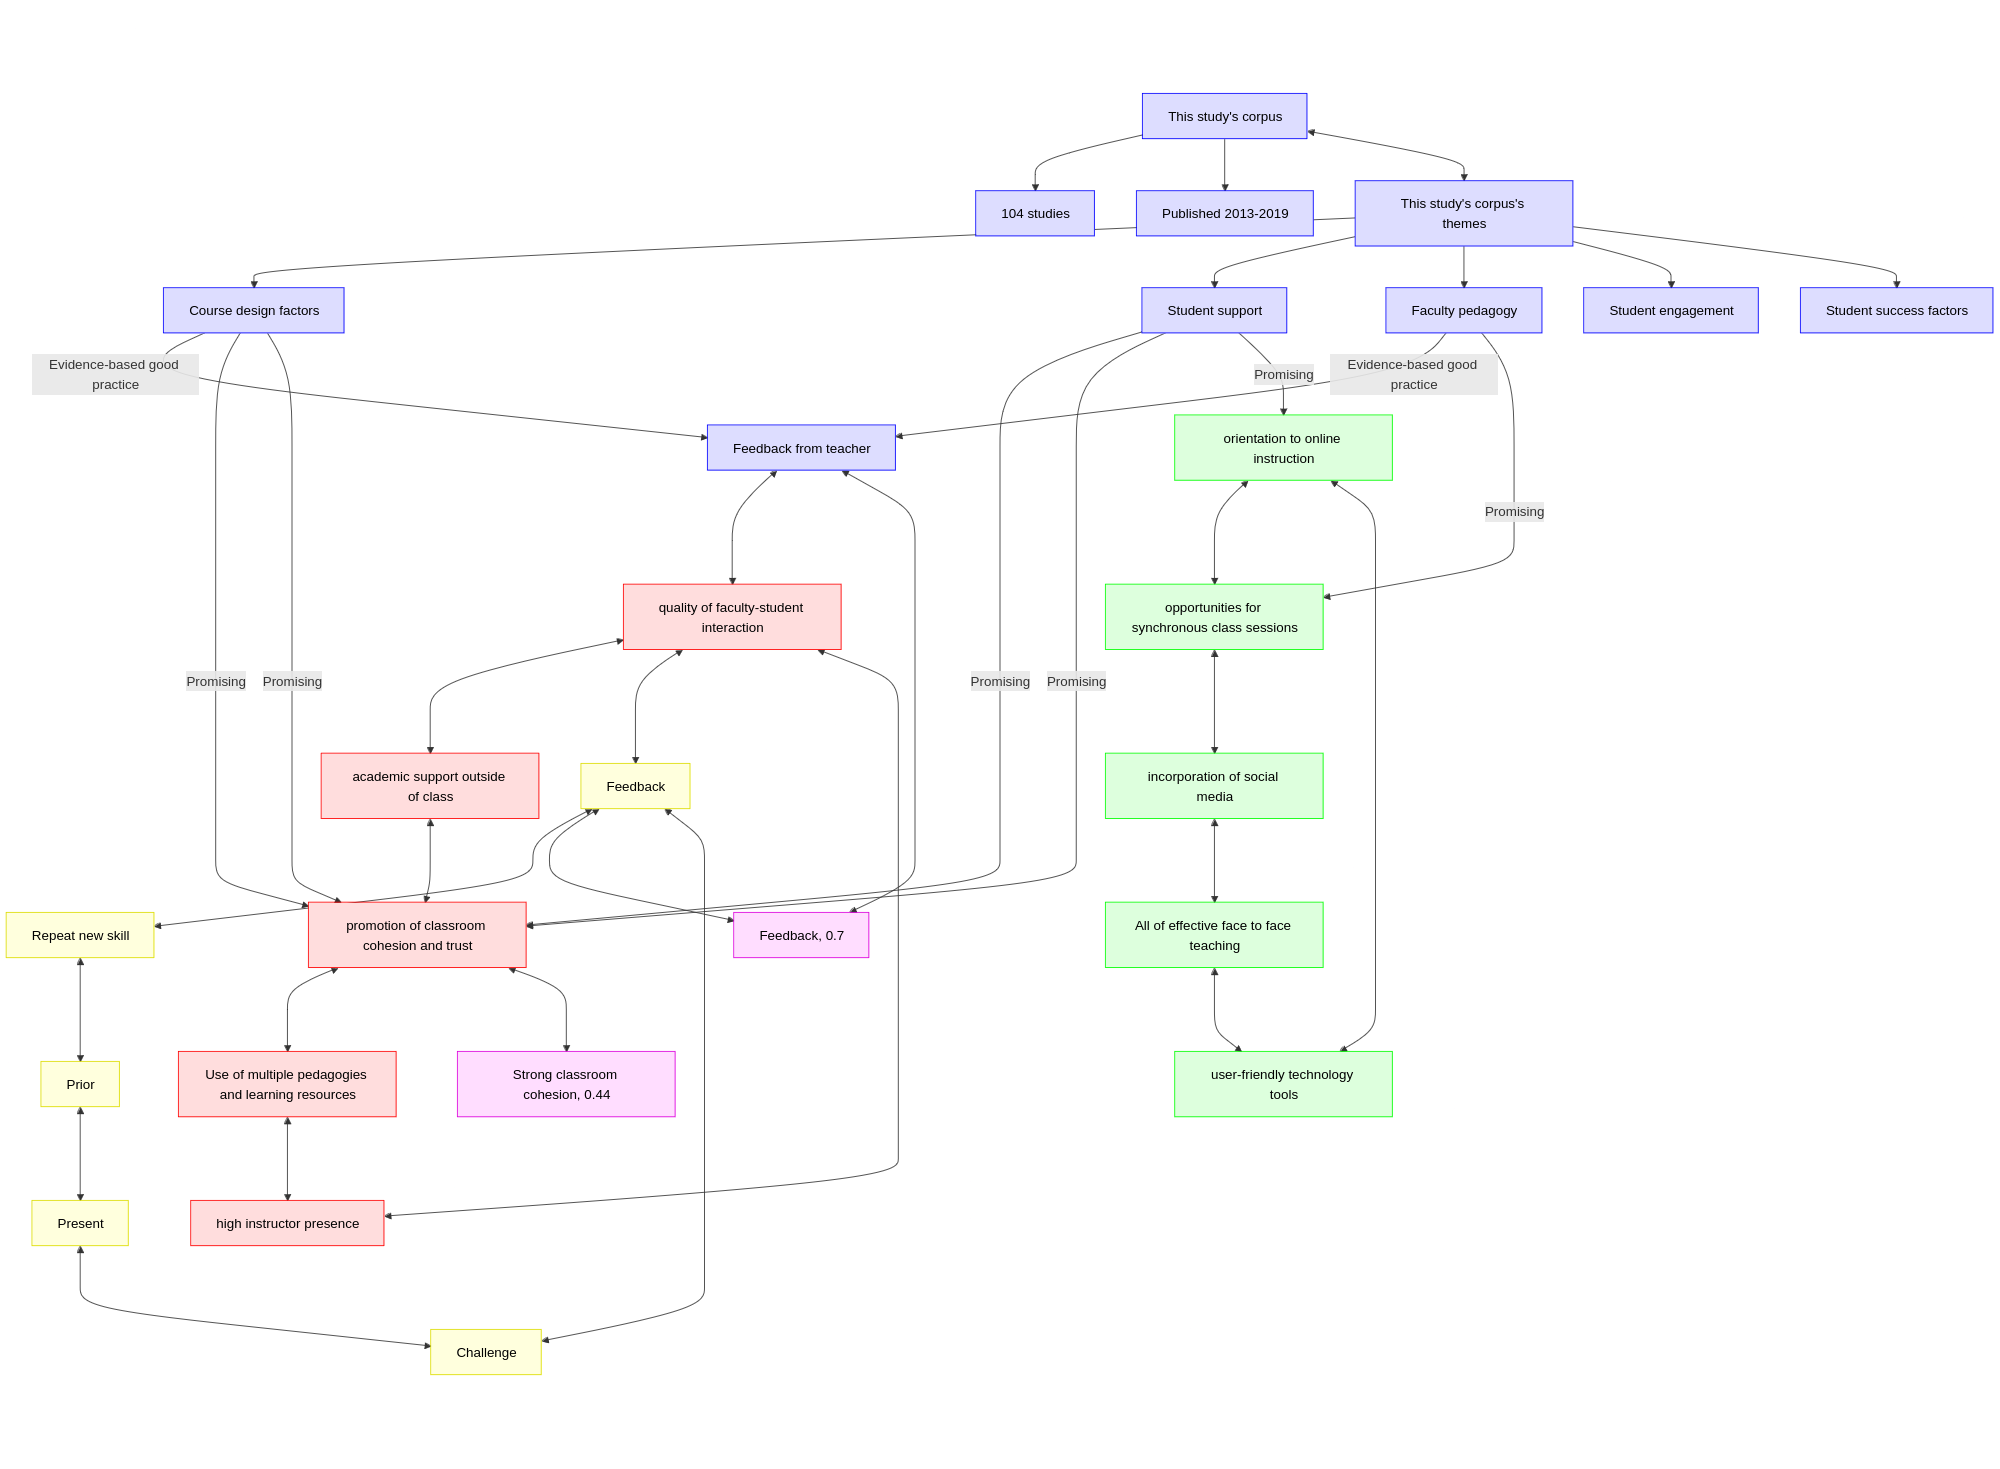 This study's corpus
104 studies
Published 2013-2019
This study's corpus's
themes
Course design factors
Student support
Faculty pedagogy
Student engagement
Student success factors
Evidence-based good
practice
Promising
Evidence-based good
practice
Feedback from teacher
orientation to online
instruction
Promising
quality of faculty-student
interaction
opportunities for
synchronous class sessions
Promising
Promising
Promising
Promising
academic support outside
of class
Feedback
incorporation of social
media
Repeat new skill
promotion of classroom
cohesion and trust
Feedback, 0.7
All of effective face to face
teaching
Prior
Use of multiple pedagogies
and learning resources
Strong classroom
cohesion, 0.44
user-friendly technology
tools
Present
high instructor presence
Challenge